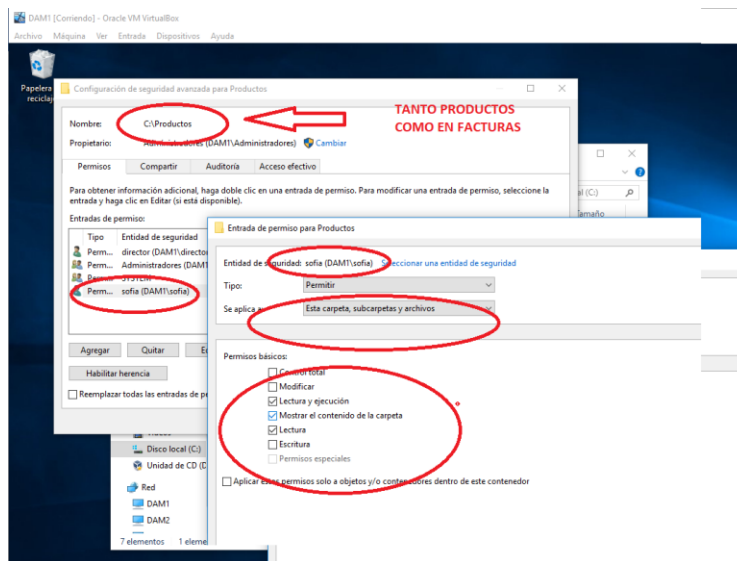 DAM1 [Corriendo] - Oracle VM VirtualBox
Archivo Máquina Ver Entrada Dispositivos Ayuda
Papelera
reciclaj
Configuración de seguridad avanzada para Productos
Nombre: C:\Productos
TANTO PRODUCTOS
COMO EN FACTURAS
Propietario: Administradores (DAM1\Administradores) Cambiar
Permisos Compartir Auditoría Acceso efectivo
Para obtener información adicional, haga doble clic en una entrada de permiso. Para modificar una entrada de permiso, seleccione la
entrada y haga clic en Editar (si está disponible).
Entradas de permiso:
Tipo Entidad de seguridad
Perm... director (DAM1\director
Perm... Administradores (DAM1
Perm... SYSTEM
Perm... sofia (DAM1\sofia)
Agregar Quitar
Habilitar herencia
Reemplazar todas las entradas de pe
al (C:)
Tamaño
Entrada de permiso para Productos
Entidad de seguridad: sofia (DAM1\sofia) Seleccionar una entidad de seguridad
Tipo: Permitir
Se aplica a: Esta carpeta, subcarpetas y archivos
Permisos básicos:
Control total
Modificar
Lectura y ejecución
Mostrar el contenido de la carpeta
Lectura
Escritura
Permisos especiales
Aplicar estos permisos solo a objetos y/o contenedores dentro de este contenedor
Disco local (C:)
Unidad de CD (D
Red
DAM1
DAM2
7 elementos 1 eleme